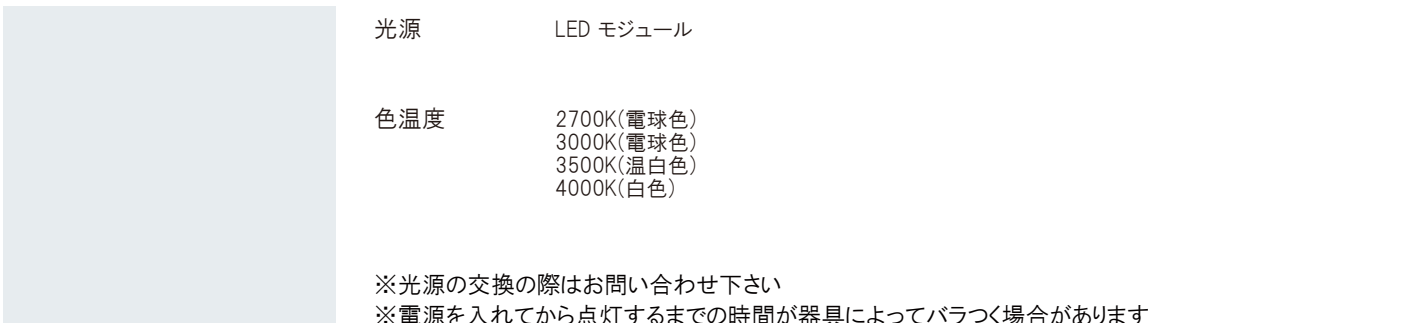 光源 LED モジュール
色温度 2700K(電球色)
3000K(電球色)
3500K(温白色)
4000K(白色)
※光源の交換の際はお問い合わせ下さい
※電源を入れてから点灯するまでの時間が器具によってバラつく場合があります